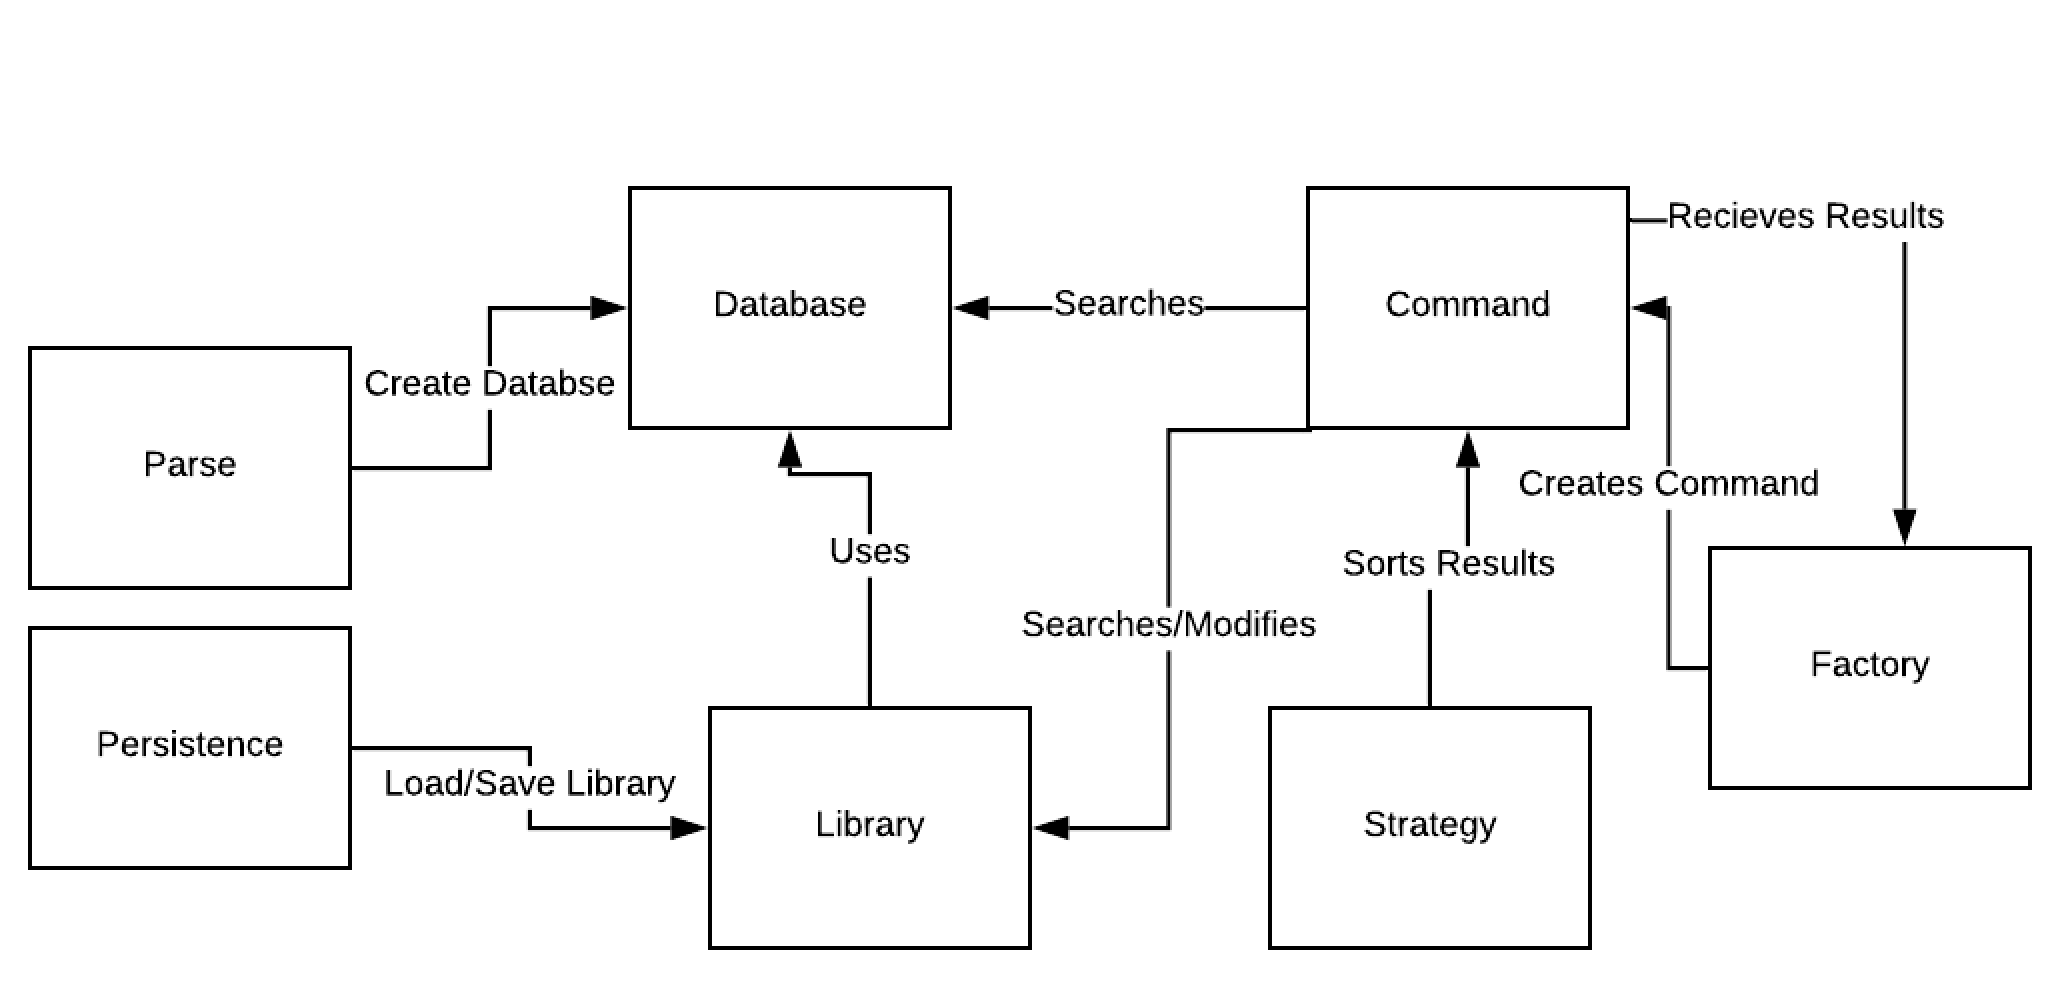 Recieves Results
Database
Searches
Command
Create Databse
Parse
Creates Command
Uses
Sorts Results
Searches/Modifies
Factory
Persistence
Load/Save Library
Library
Strategy